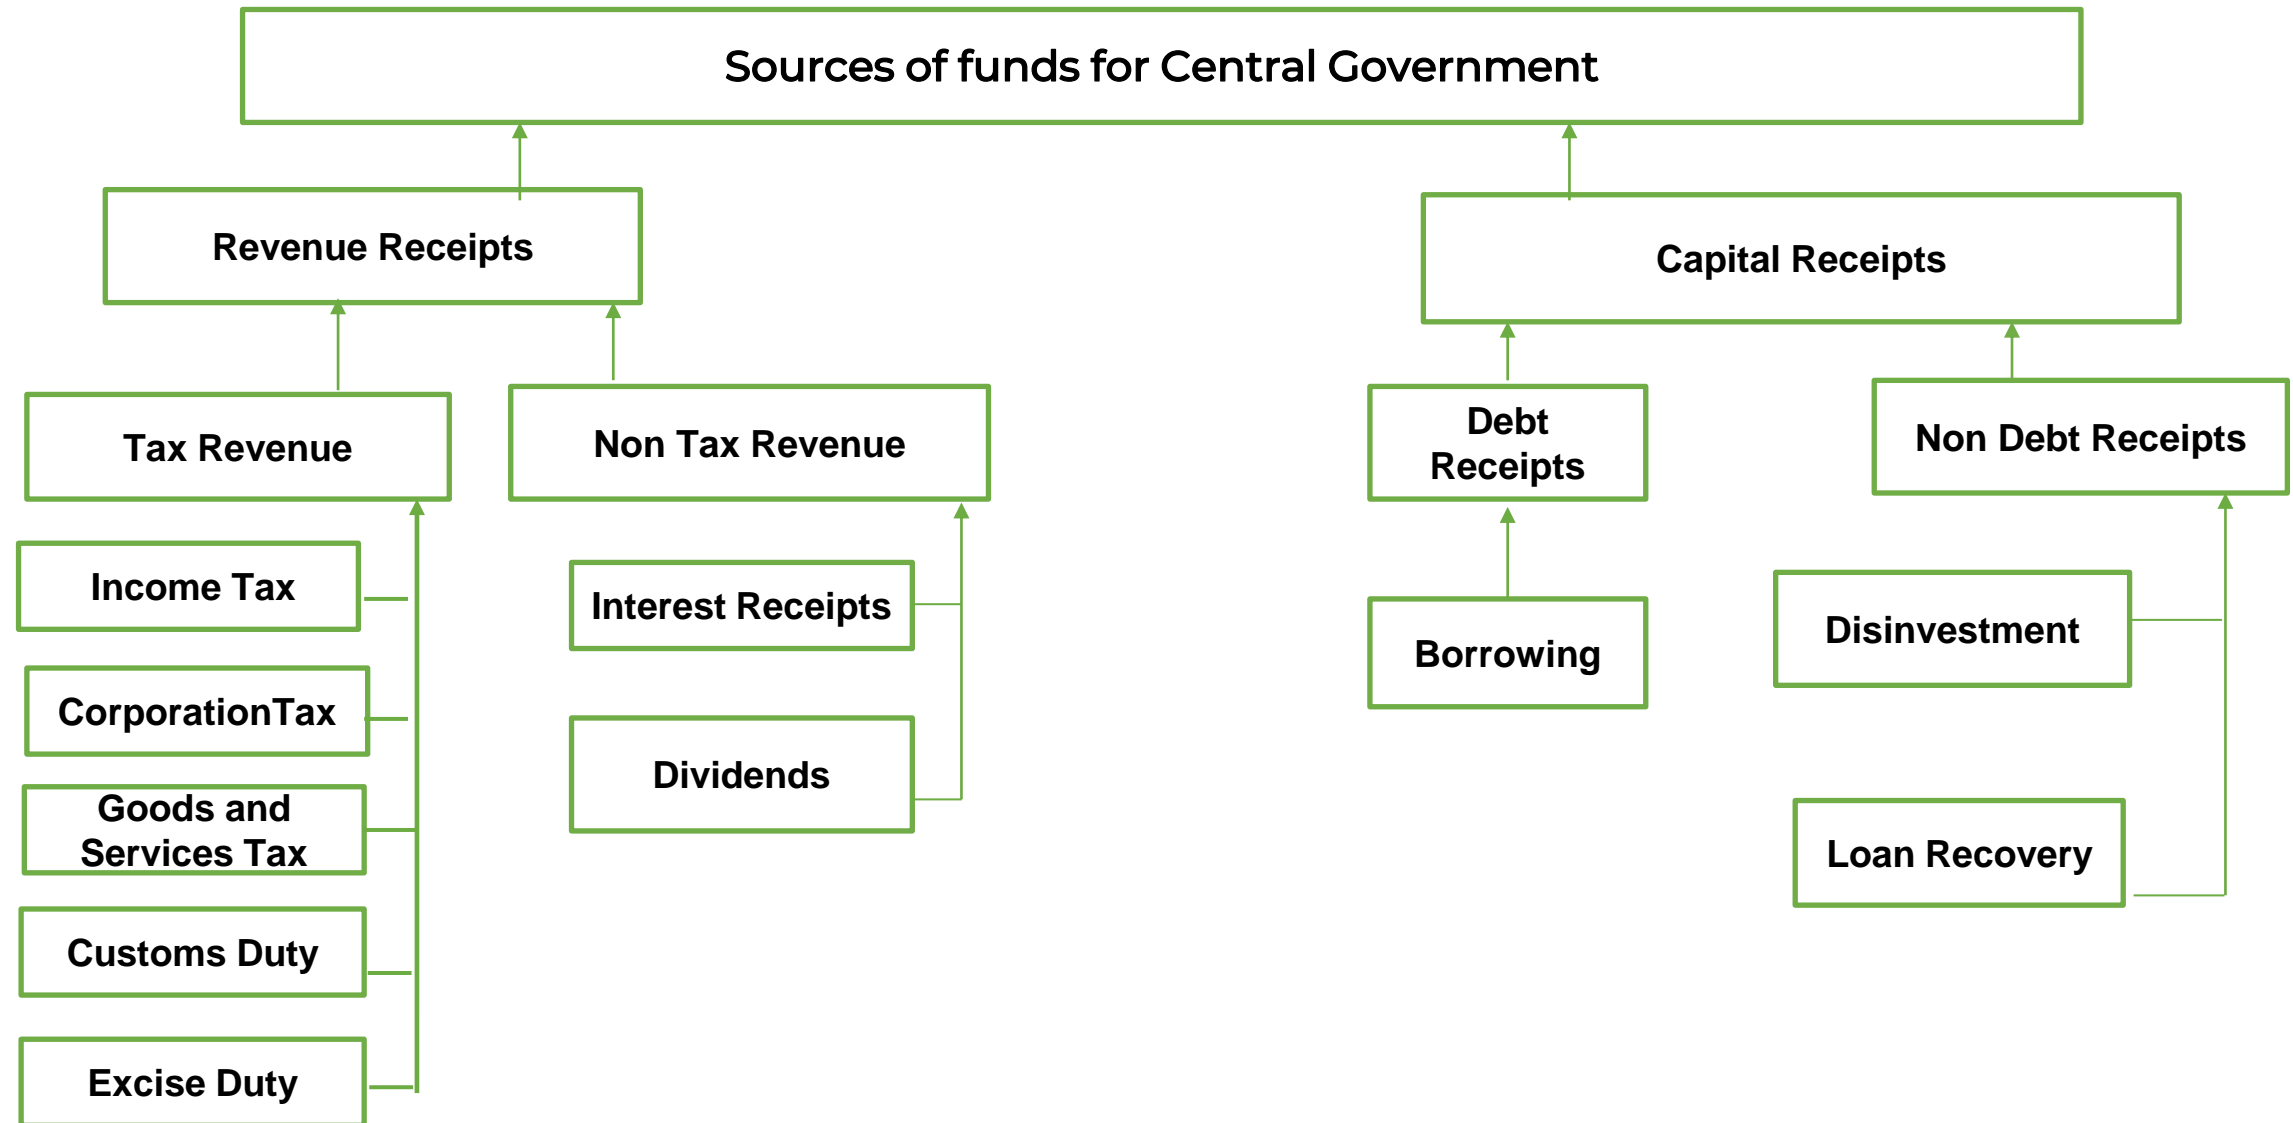 Sources of funds for Central Government
Revenue Receipts
Capital Receipts
Tax Revenue
Non Tax Revenue
Debt
Receipts
Non Debt Receipts
Income Tax
Interest Receipts
Borrowing
Disinvestment
CorporationTax
Dividends
Goods and
Services Tax
Loan Recovery
Customs Duty
Excise Duty